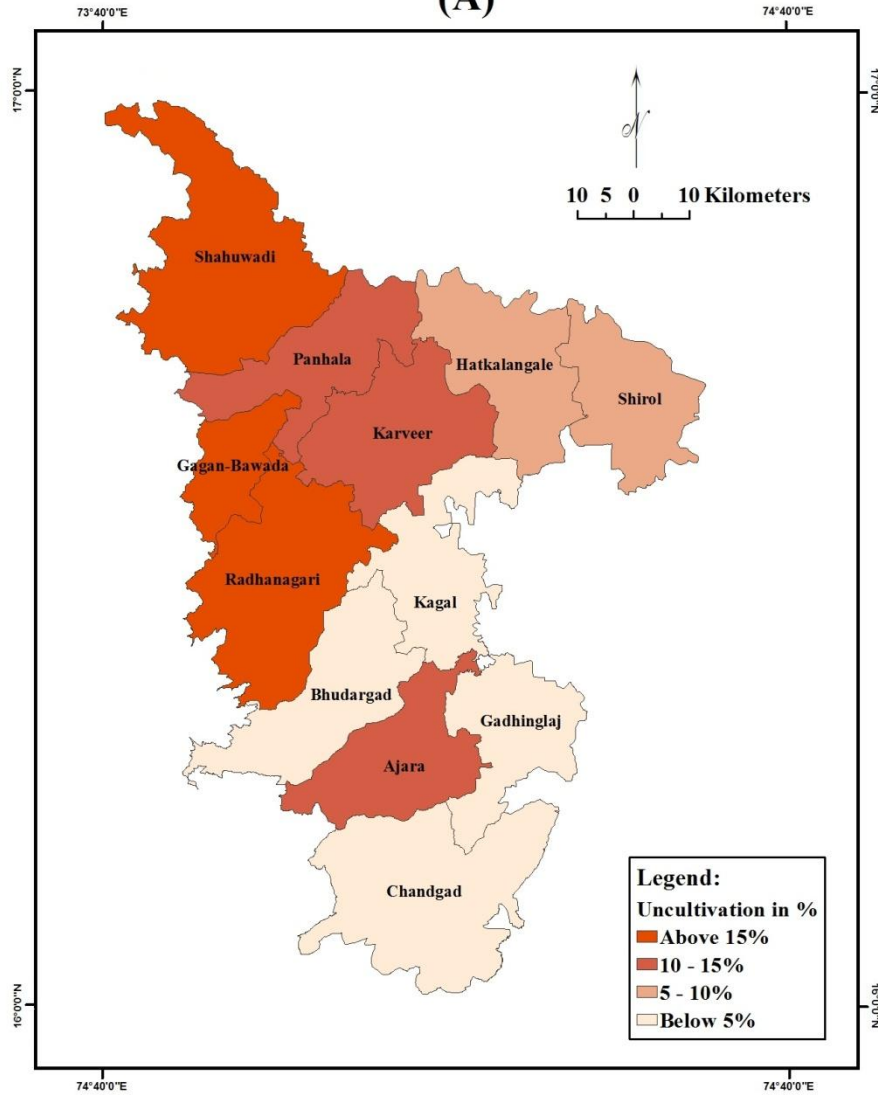 (A)
73°40'0"E
74°40'0"E
17°0'0"N
17°0'0"N
N
10 5 0 10 Kilometers
Shahuwadi
Panhala
Hatkalangale
Shirol
Karveer
Gagan-Bawada
Radhanagari
Kagal
Bhudargad
Gadhinglaj
Ajara
Chandgad
Legend:
Uncultivation in %
Above 15%
10 - 15%
5 - 10%
Below 5%
16°0'0"N
16°0'0"N
74°40'0"E
74°40'0"E